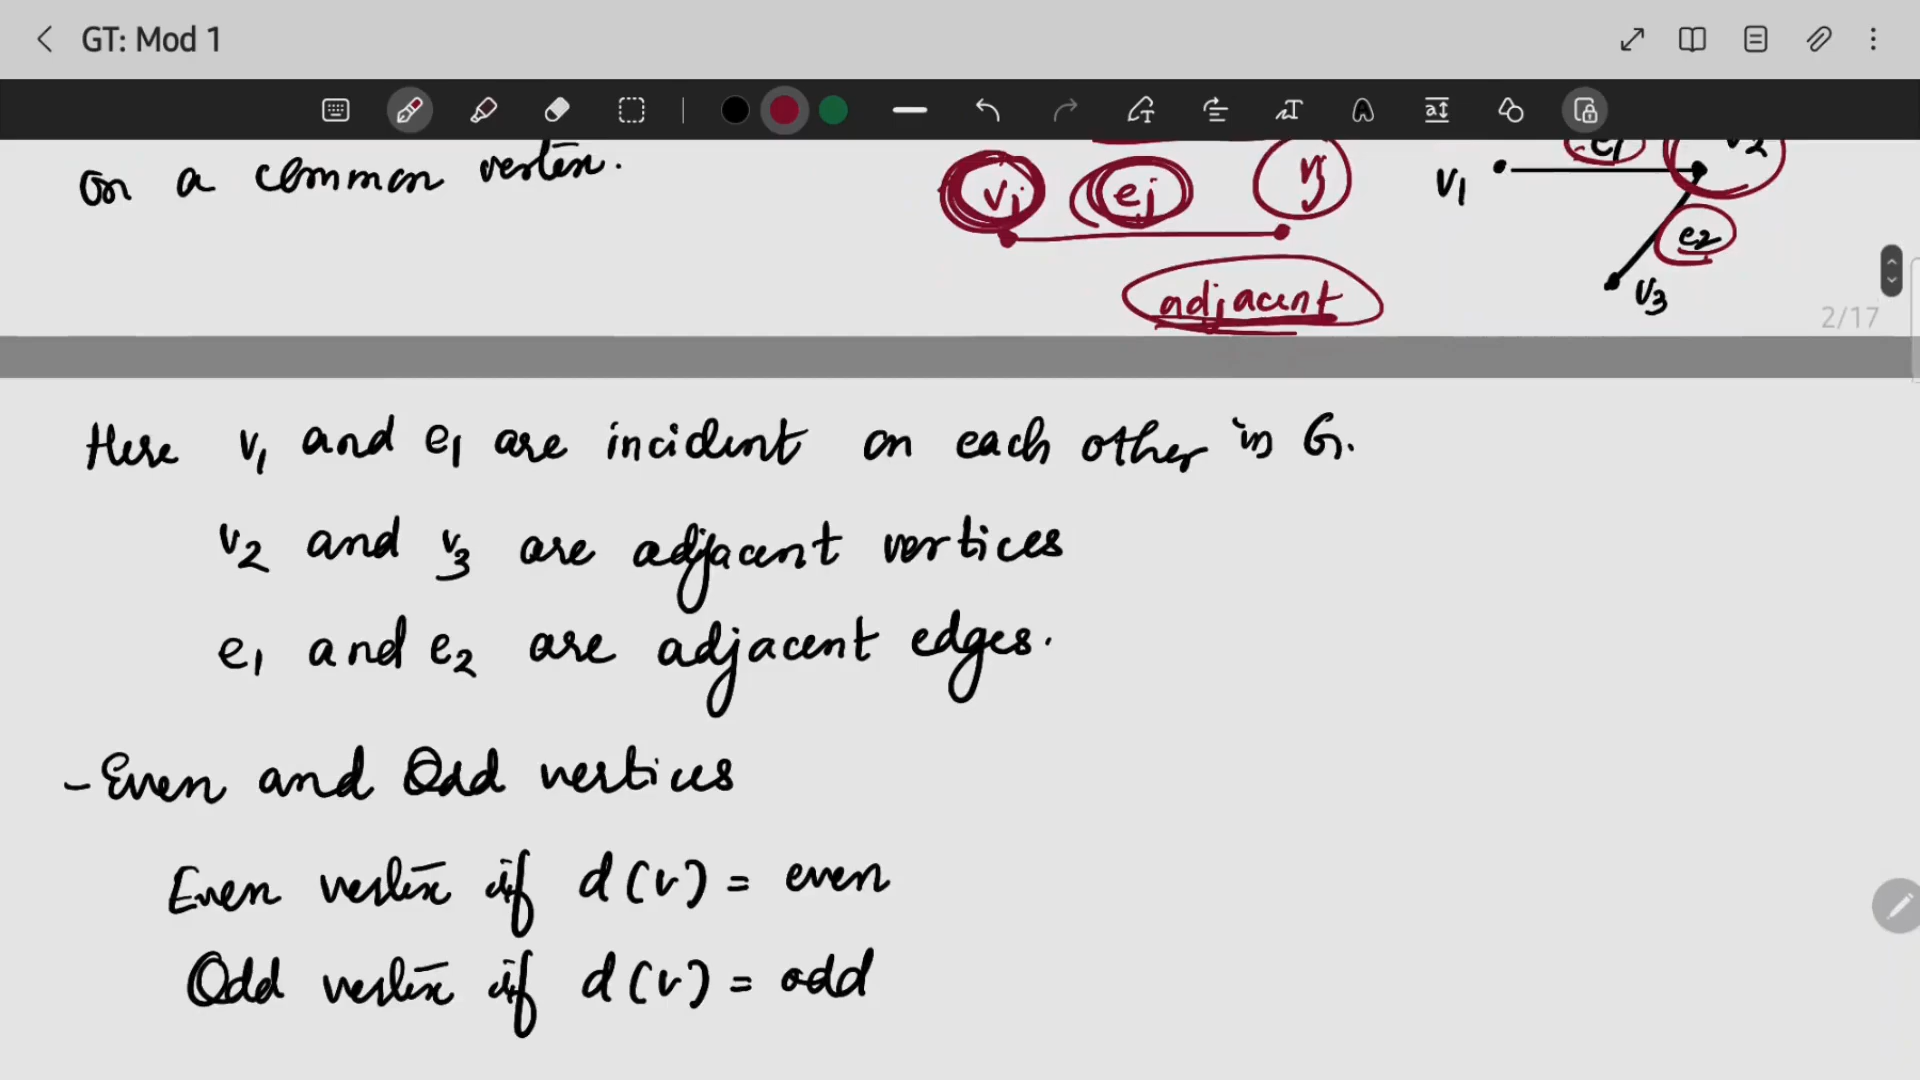 GT: Mod 1
on a common vertex.
vi ej vj
adjacent
v1 e1 v2
e2
v3
2/17
Here v1 and e1 are incident on each other in G.
v2 and v3 are adjacent vertices
e1 and e2 are adjacent edges.
- Even and Odd vertices
Even vertex if d(v) = even
Odd vertex if d(v) = odd